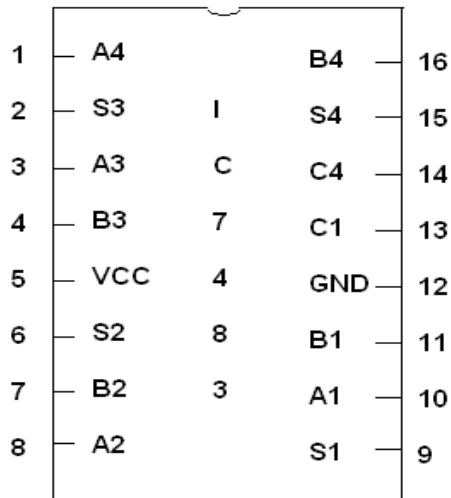 1 A4 B4 16
2 S3 I S4 15
3 A3 C C4 14
4 B3 7 C1 13
5 VCC 4 GND 12
6 S2 8 B1 11
7 B2 3 A1 10
8 A2 S1 9